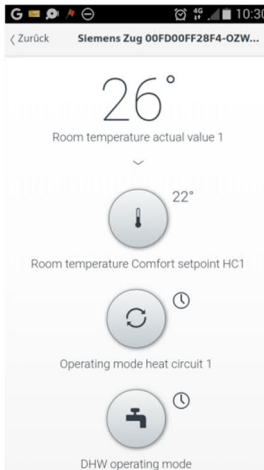 G 4G 10:30
Zurück Siemens Zug 00FD00FF28F4-OZW...
26°
Room temperature actual value 1
22°
Room temperature Comfort setpoint HC1
Operating mode heat circuit 1
DHW operating mode